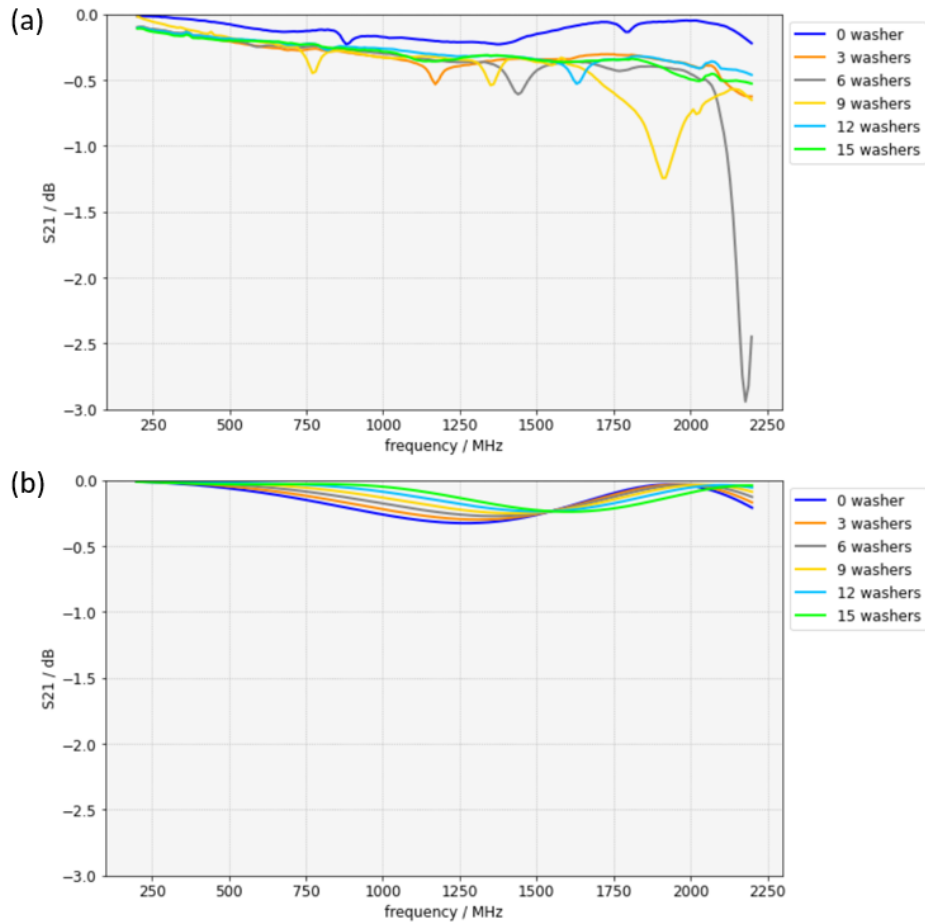 (a)
0.0
−0.5
−1.0
−1.5
−2.0
−2.5
−3.0
S21 / dB
250 500 750 1000 1250 1500 1750 2000 2250
frequency / MHz
0 washer
3 washers
6 washers
9 washers
12 washers
15 washers
(b)
0.0
−0.5
−1.0
−1.5
−2.0
−2.5
−3.0
S21 / dB
250 500 750 1000 1250 1500 1750 2000 2250
frequency / MHz
0 washer
3 washers
6 washers
9 washers
12 washers
15 washers